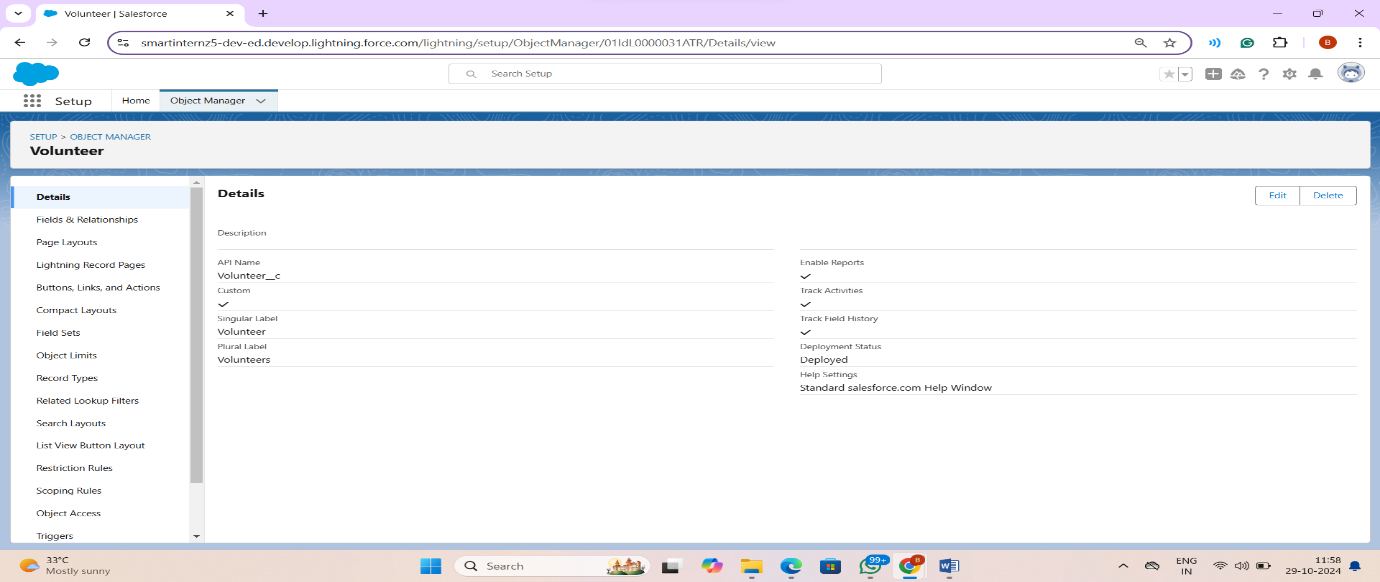 Volunteer | Salesforce
smartinternz5-dev-ed.develop.lightning.force.com/lightning/setup/ObjectManager/01IdL0000031ATR/Details/view
B
Search Setup
Setup
Home
Object Manager
SETUP > OBJECT MANAGER
Volunteer
Details
Fields & Relationships
Page Layouts
Lightning Record Pages
Buttons, Links, and Actions
Compact Layouts
Field Sets
Object Limits
Record Types
Related Lookup Filters
Search Layouts
List View Button Layout
Restriction Rules
Scoping Rules
Object Access
Triggers
Details
Edit
Delete
Description
API Name
Volunteer__c
Custom
Singular Label
Volunteer
Plural Label
Volunteers
Enable Reports
Track Activities
Track Field History
Deployment Status
Deployed
Help Settings
Standard salesforce.com Help Window
33°C
Mostly sunny
Search
99+
B
ENG
IN
11:58
29-10-2024